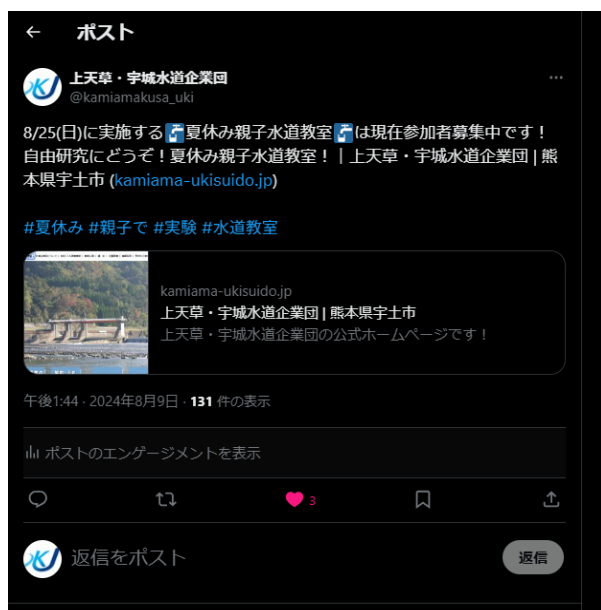 ← ポスト
上天草・宇城水道企業団
@kamiamakusa_uki
8/25(日)に実施する🚰夏休み親子水道教室🚰は現在参加者募集中です！
自由研究にどうぞ！夏休み親子水道教室！｜上天草・宇城水道企業団 | 熊
本県宇土市 (kamiama-ukisuido.jp)
#夏休み #親子で #実験 #水道教室
kamiama-ukisuido.jp
上天草・宇城水道企業団 | 熊本県宇土市
上天草・宇城水道企業団の公式ホームページです！
午後1:44 · 2024年8月9日 · 131 件の表示
ポストのエンゲージメントを表示
3
返信をポスト
返信